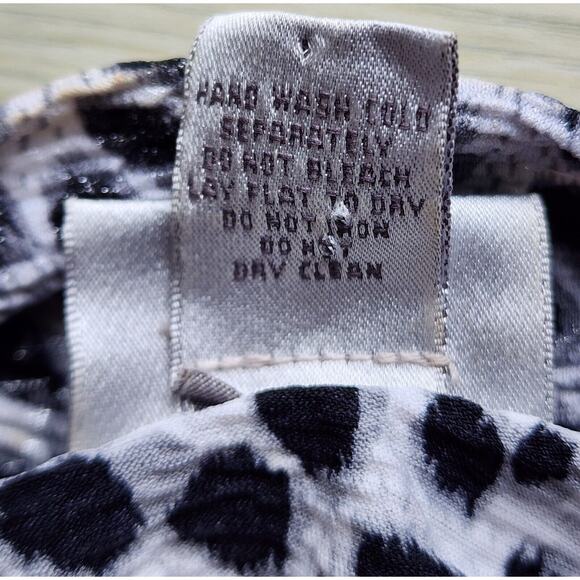 HAND WASH COLD
SEPARATELY
DO NOT BLEACH
LAY FLAT TO DRY
DO NOT IRON
DO NOT
DRY CLEAN